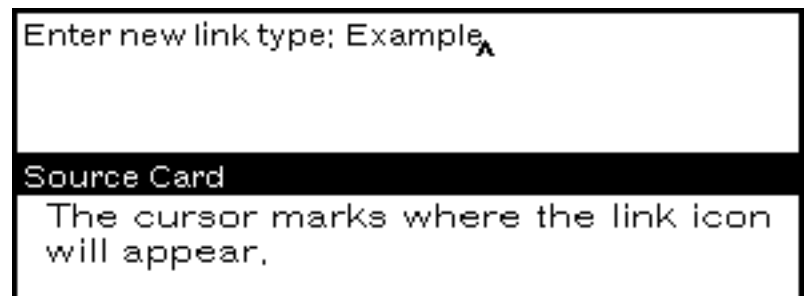 Enter new link type: Example
Source Card
The cursor marks where the link icon
will appear.